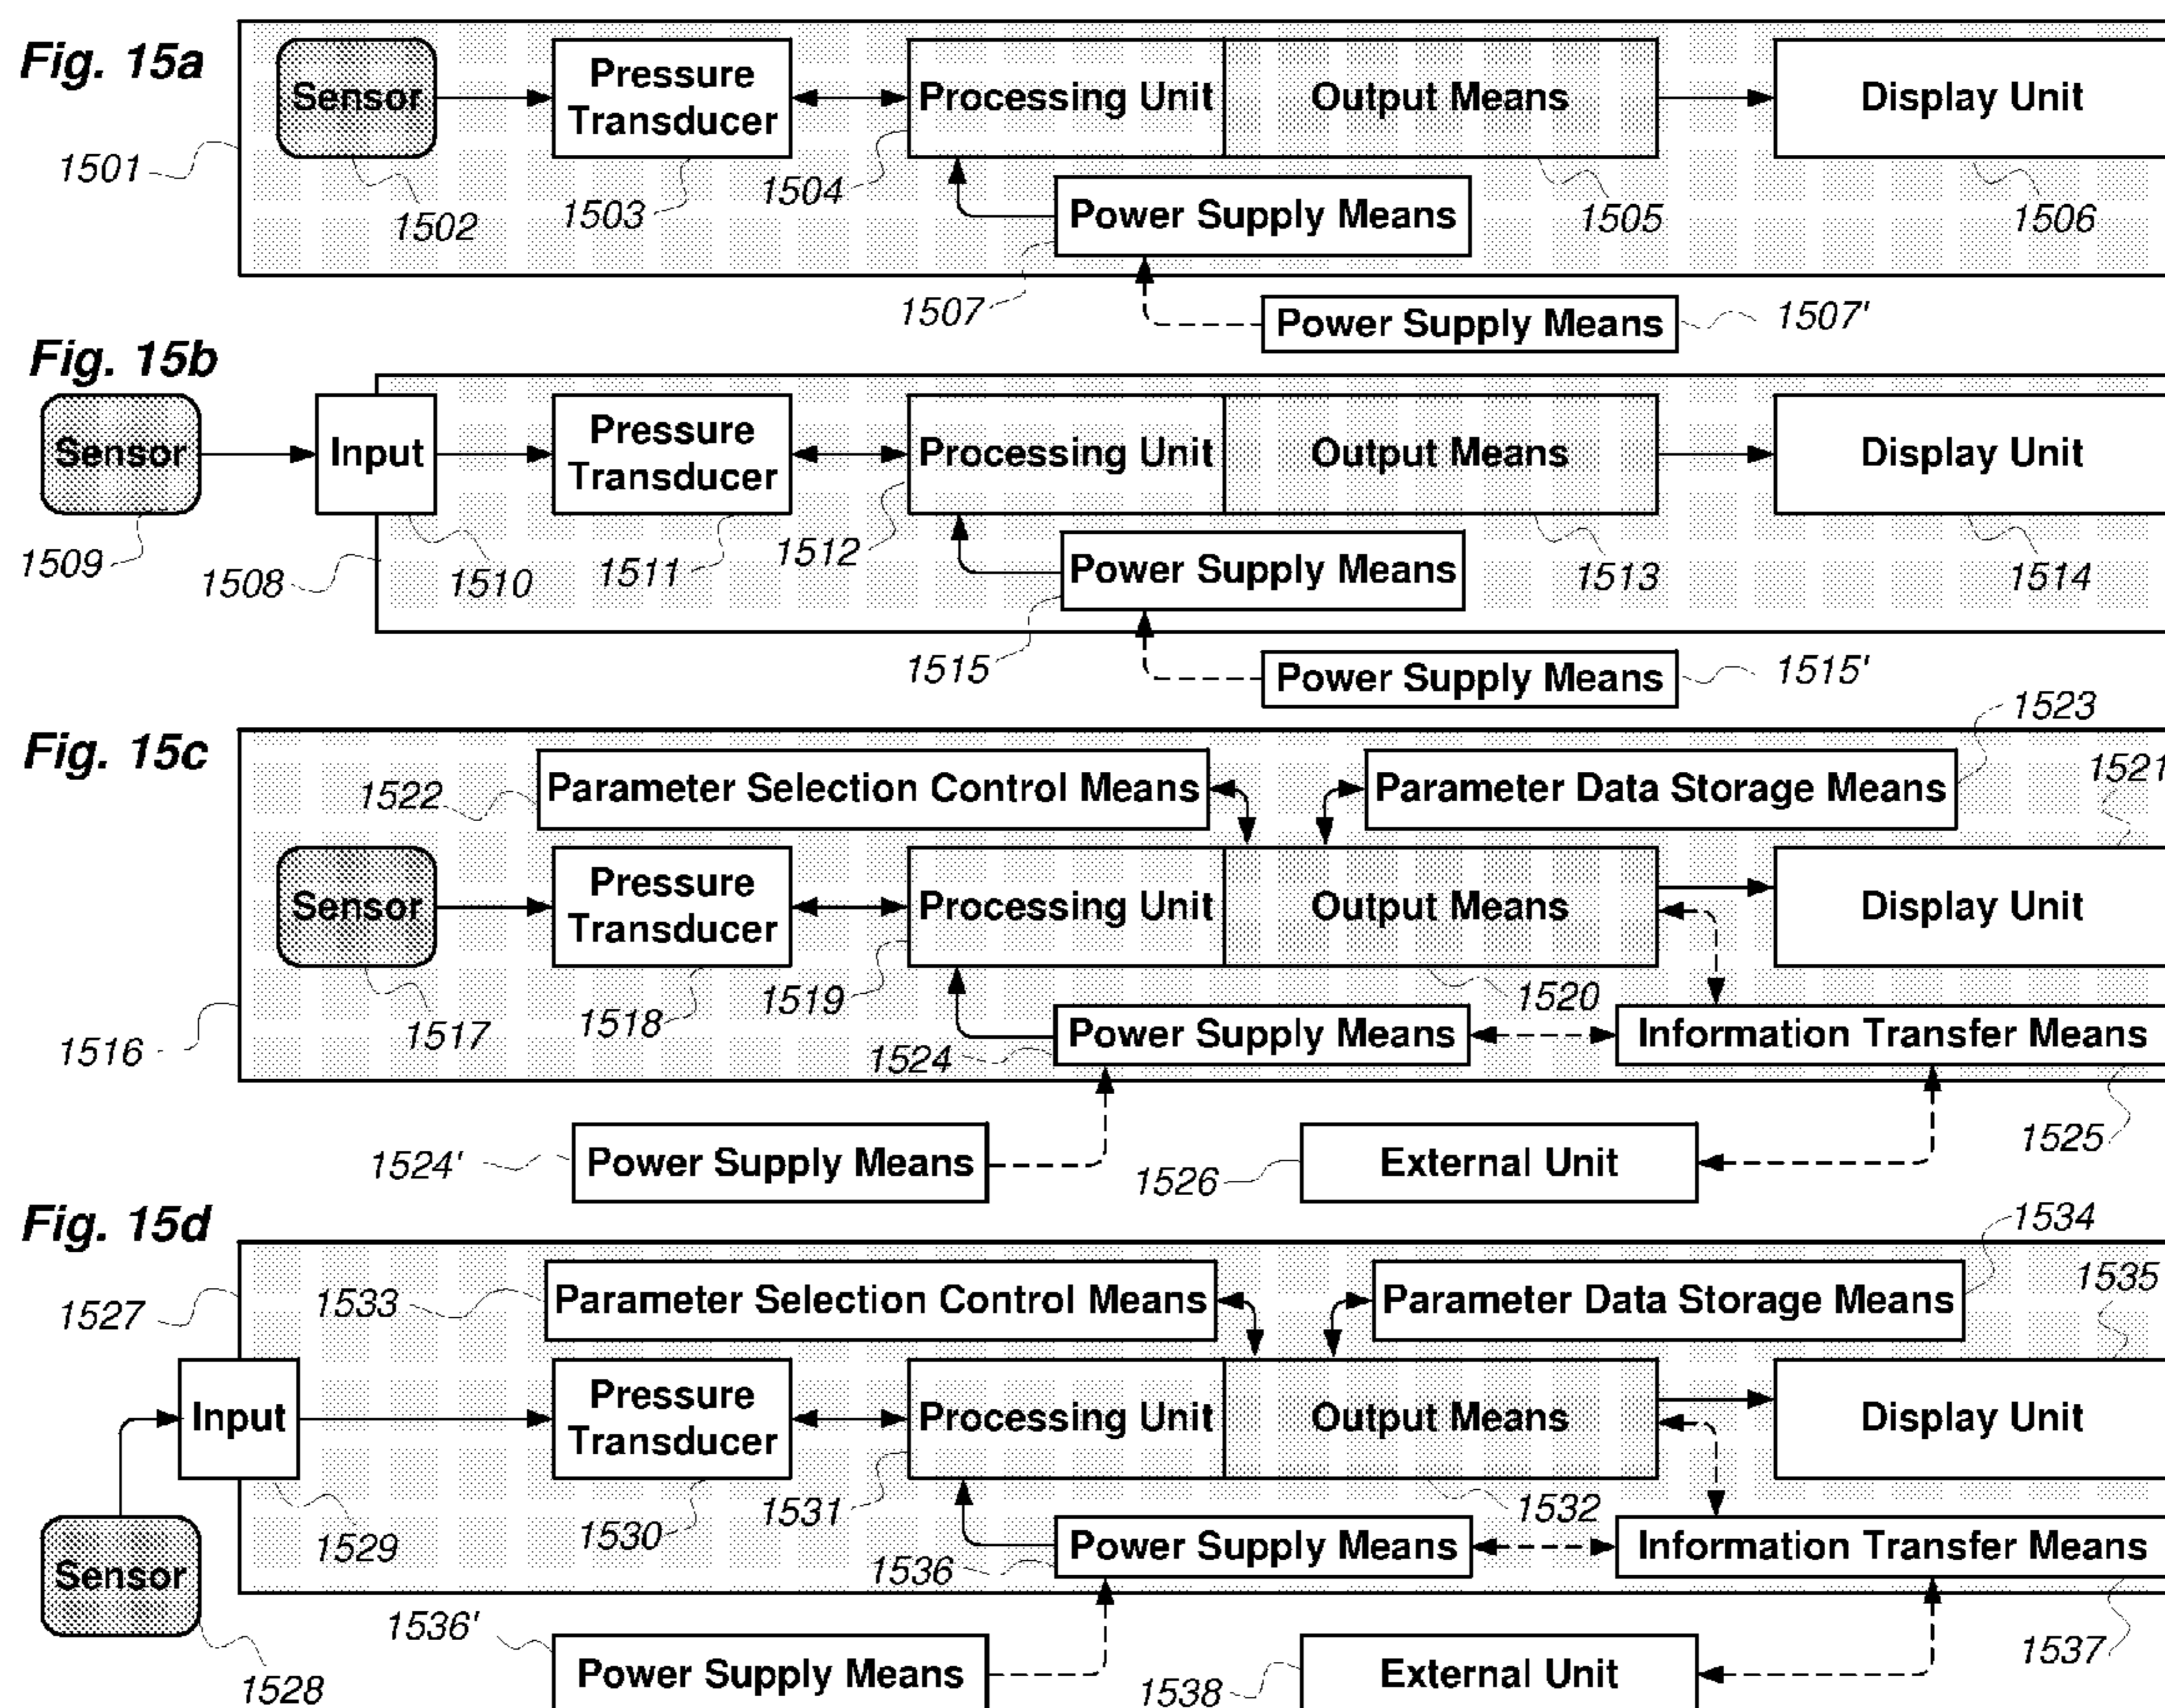 Fig. 15a
Sensor
Pressure
Transducer
Processing Unit
Output Means
Display Unit
1501
1502
1503
1504
Power Supply Means
1505
1506
1507
Power Supply Means
1507'
Fig. 15b
Sensor
Input
Pressure
Transducer
Processing Unit
Output Means
Display Unit
1509
1508
1510
1511
1512
Power Supply Means
1513
1514
1515
Power Supply Means
1515'
Fig. 15c
1523
1521
1522
Parameter Selection Control Means
Parameter Data Storage Means
Sensor
Pressure
Transducer
Processing Unit
Output Means
Display Unit
1516
1517
1518
1519
1520
1524
Power Supply Means
Information Transfer Means
1524'
Power Supply Means
1526
External Unit
1525
Fig. 15d
1534
1535
1527
1533
Parameter Selection Control Means
Parameter Data Storage Means
Input
Pressure
Transducer
Processing Unit
Output Means
Display Unit
Sensor
1529
1530
1531
1532
1536
Power Supply Means
Information Transfer Means
1528
1536'
Power Supply Means
1538
External Unit
1537